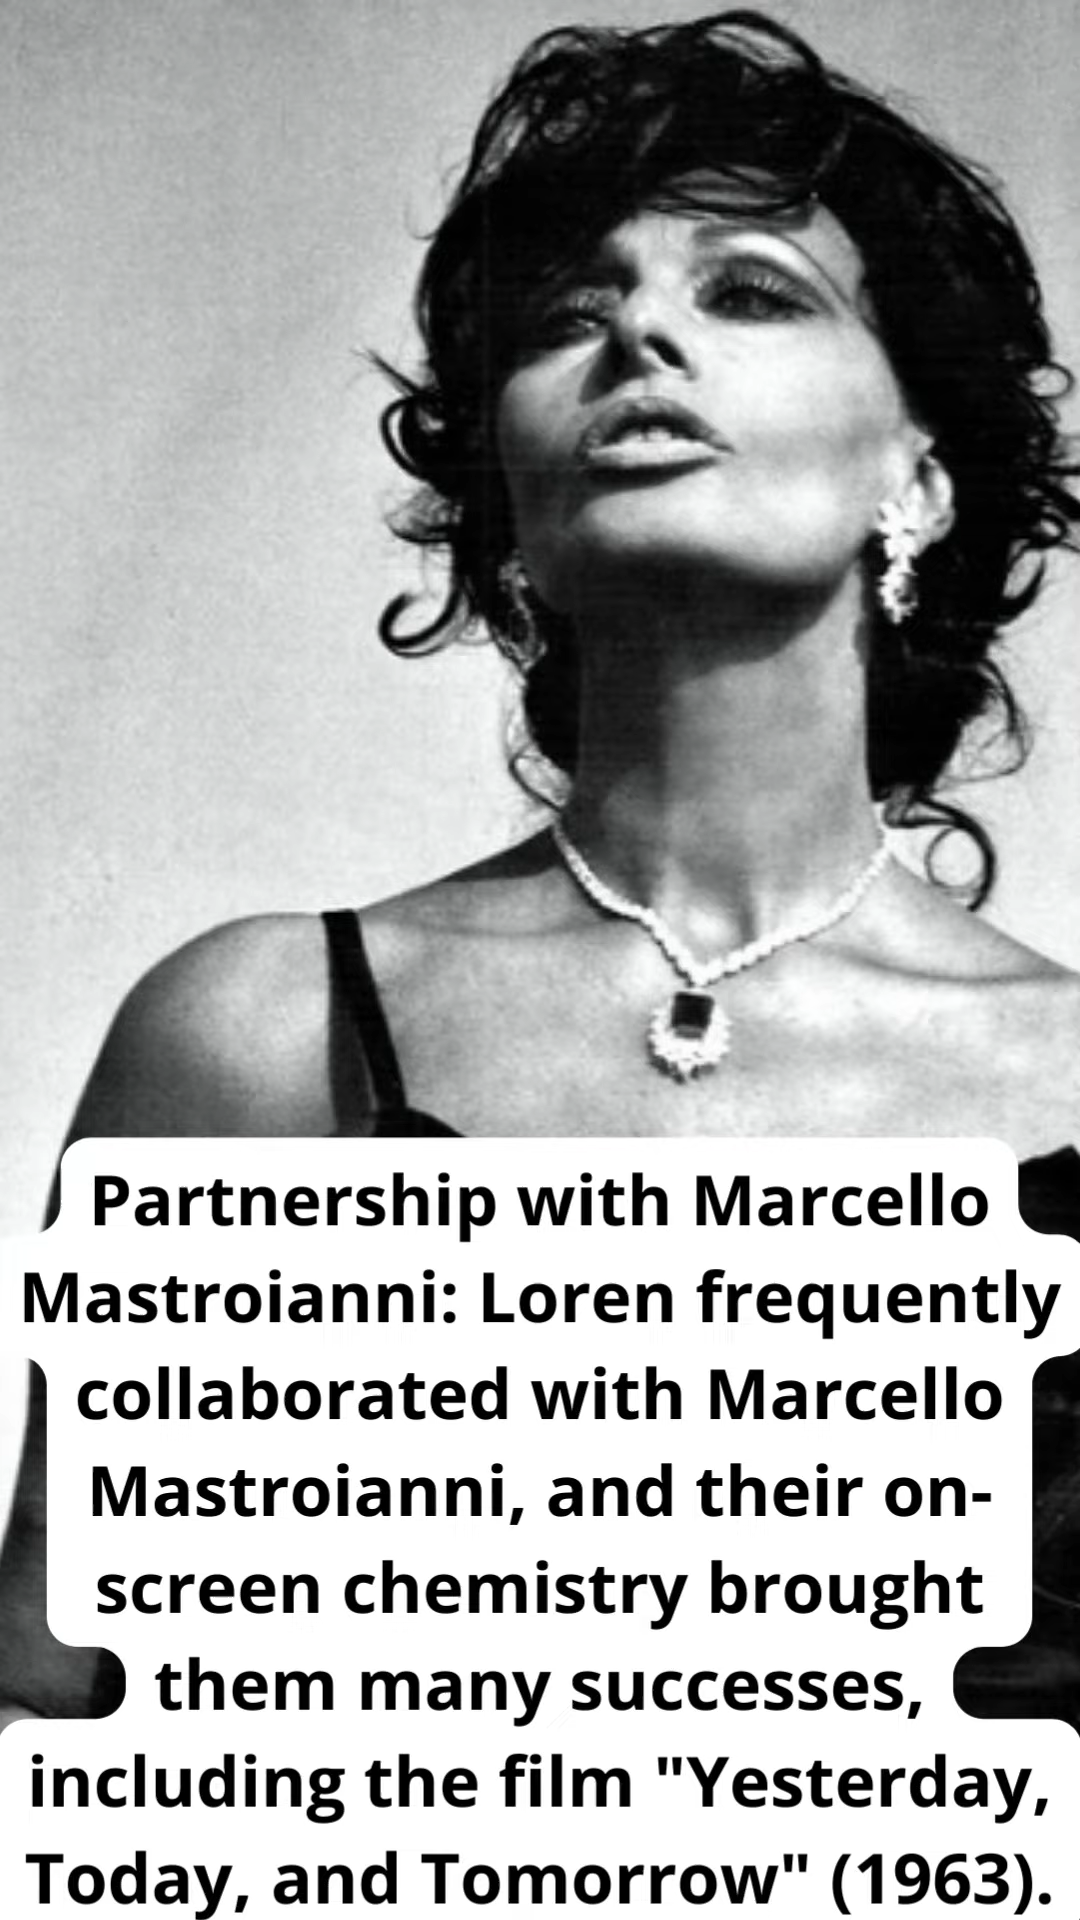 Partnership with Marcello
Mastroianni: Loren frequently
collaborated with Marcello
Mastroianni, and their on-
screen chemistry brought
them many successes,
including the film "Yesterday,
Today, and Tomorrow" (1963).